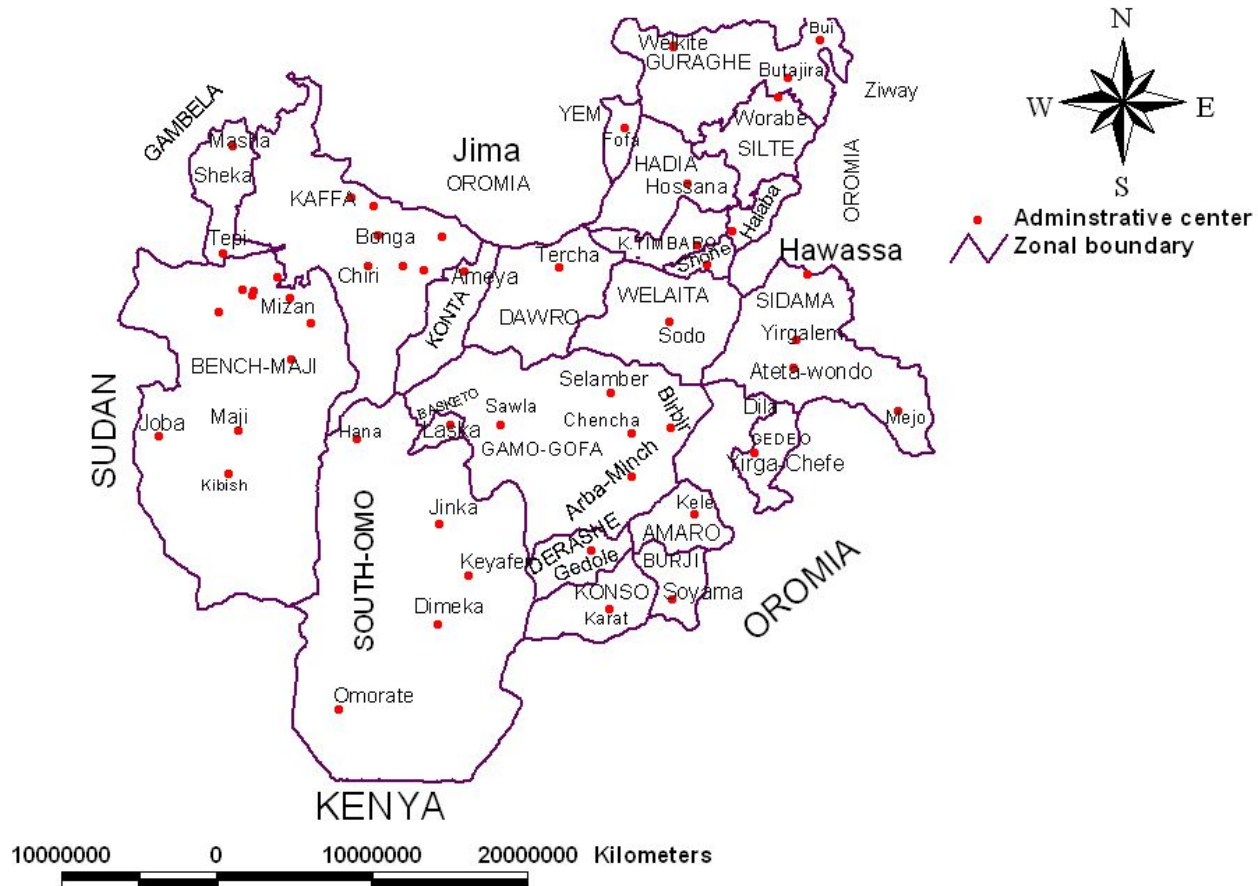 N
W E
S
Adminstrative center
Zonal boundary
Bui
Welkite
GURAGHE
Butajira
Ziway
Worabe
SILTE
YEM
Fofa
HADIA
Hossana
GAMBELA
Masha
Sheka
Jima
OROMIA
OROMIA
KAFFA
Halaba
Bonga
K.TIMBARO
Shone
Hawassa
Tepi
Tercha
Chiri
Ameya
WELAITA
SIDAMA
Mizan
KONTA
DAWRO
Sodo
Yirgalem
BENCH-MAJI
Ateta-wondo
Selamber
SUDAN
BASKETO
Sawla
Chencha
Birbir
Dila
Mejo
Joba
Maji
Hana
Laska
GAMO-GOFA
GEDEO
Yirga-Chefe
Kibish
Arba-Minch
Jinka
Kele
AMARO
SOUTH-OMO
DERASHE
Gedole
BURJI
Keyafer
KONSO
Soyama
Karat
Dimeka
OROMIA
Omorate
KENYA
10000000 0 10000000 20000000 Kilometers